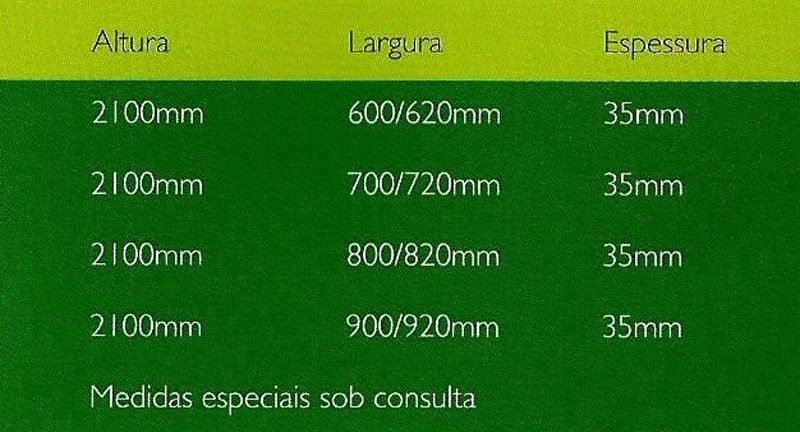 Altura Largura Espessura
2100mm 600/620mm 35mm
2100mm 700/720mm 35mm
2100mm 800/820mm 35mm
2100mm 900/920mm 35mm
Medidas especiais sob consulta